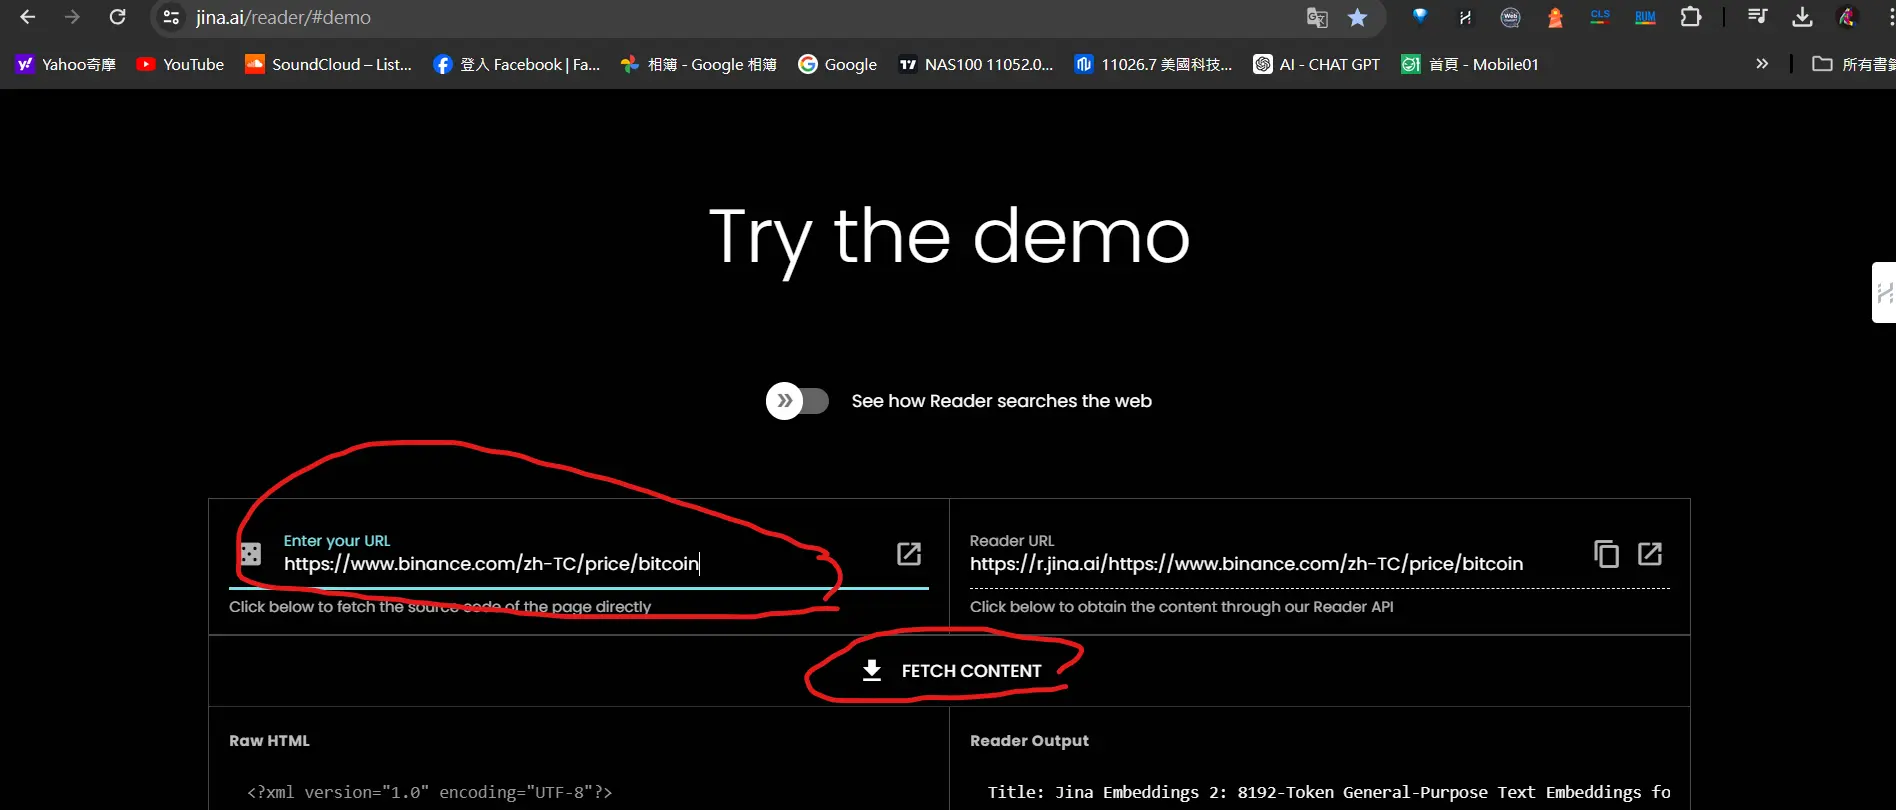 jina.ai/reader/#demo
CLS
RUM
Yahoo奇摩
YouTube
SoundCloud – List...
登入 Facebook | Fa...
相簿 - Google 相簿
Google
NAS100 11052.0...
11026.7 美國科技...
AI - CHAT GPT
首頁 - Mobile01
»
所有書籤
Try the demo
See how Reader searches the web
Enter your URL
https://www.binance.com/zh-TC/price/bitcoin
Click below to fetch the source code of the page directly
Reader URL
https://r.jina.ai/https://www.binance.com/zh-TC/price/bitcoin
Click below to obtain the content through our Reader API
FETCH CONTENT
Raw HTML
<?xml version="1.0" encoding="UTF-8"?>
Reader Output
Title: Jina Embeddings 2: 8192-Token General-Purpose Text Embeddings fo